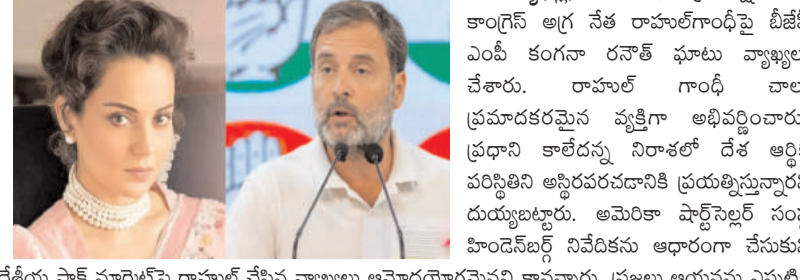 కాంగ్రెస్ అగ్ర నేత రాహుల్‌గాంధీపై బీజేపీ
ఎంపీ కంగనా రనౌత్ ఘాటు వ్యాఖ్యల
చేశారు. రాహుల్ గాంధీ చాల
ప్రమాదకరమైన వ్యక్తిగా అభివర్ణించారు
ప్రధాని కాలేదన్న నిరాశలో దేశ ఆర్థిక
పరిస్థితిని అస్థిరపరచడానికి ప్రయత్నిస్తున్నారని
దుయ్యబట్టారు. అమెరికా షార్ట్‌సెల్లర్ సంస్థ
హిండెన్‌బర్గ్ నివేదికను ఆధారంగా చేసుకుని